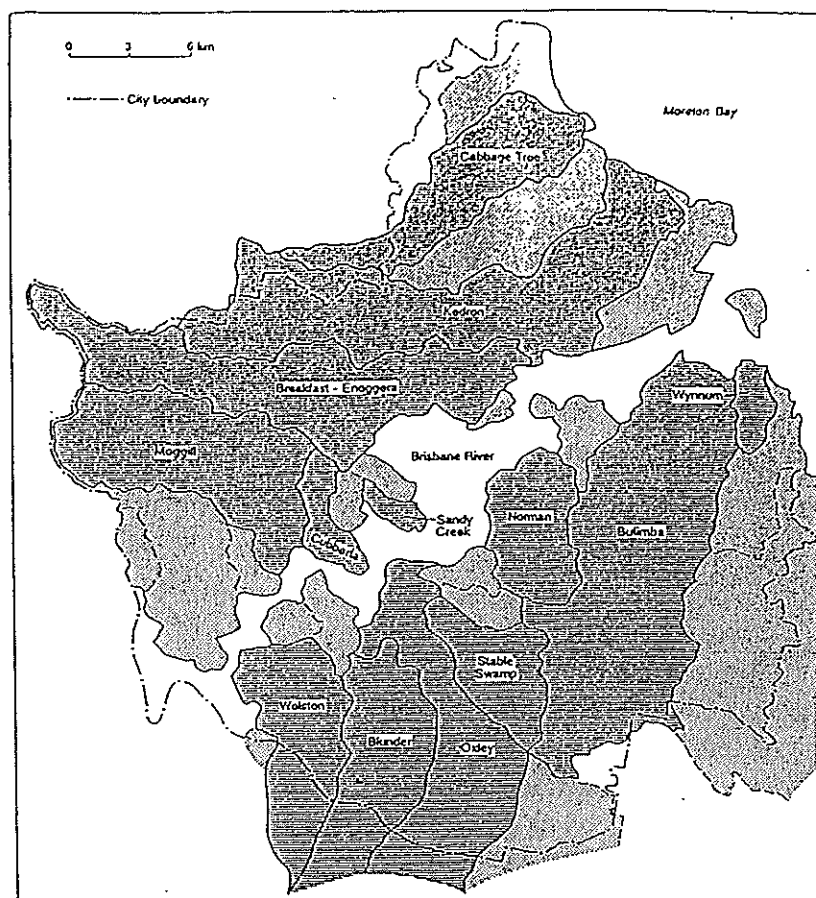 0 3 6 km
City boundary
Moreton Bay
Cabbage Tree
Kedron
Breakfast - Enoggera
Wynnum
Moggill
Brisbane River
Sandy
Creek
Norman
Bulimba
Cubberla
Stable
Swamp
Wolston
Blunder
Oxley